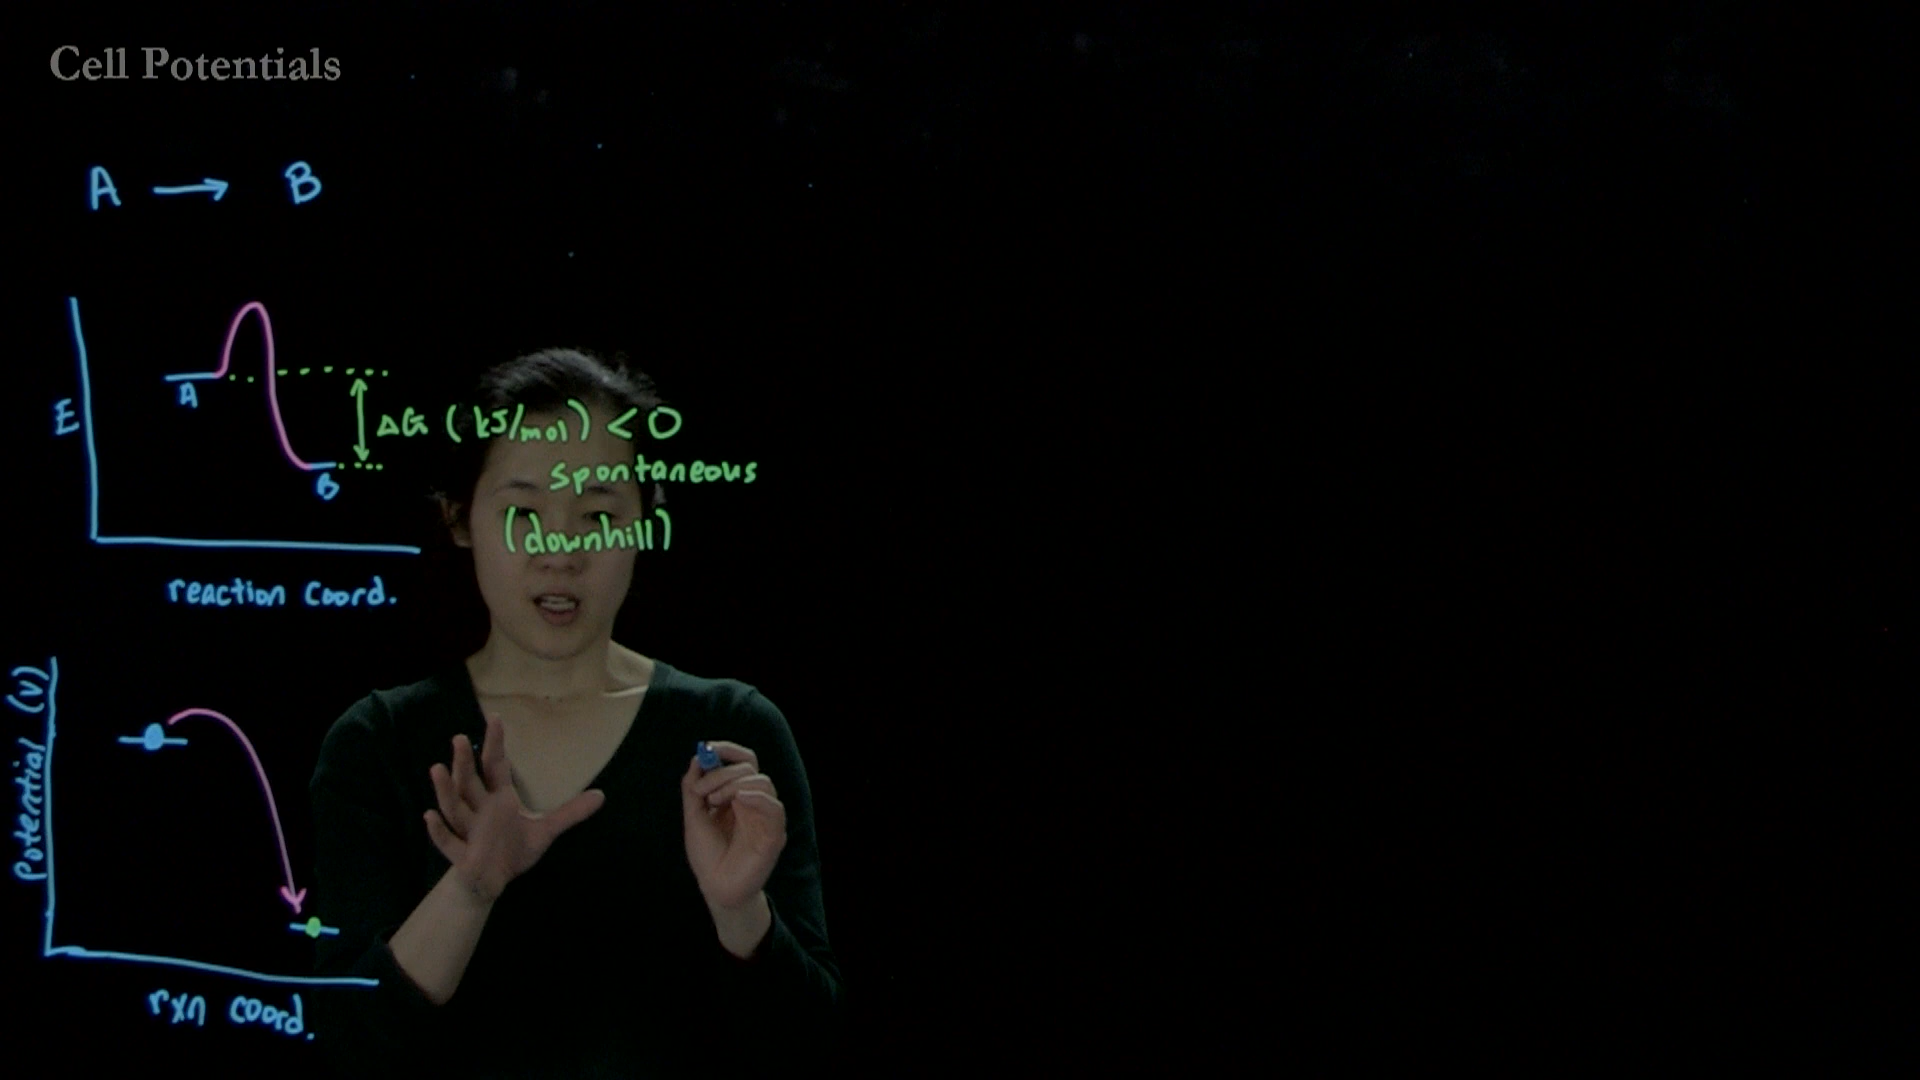 Cell Potentials
A → B
E
A
ΔG (kJ/mol) < 0
spontaneous
B
(downhill)
reaction coord.
Potential (V)
rxn coord.